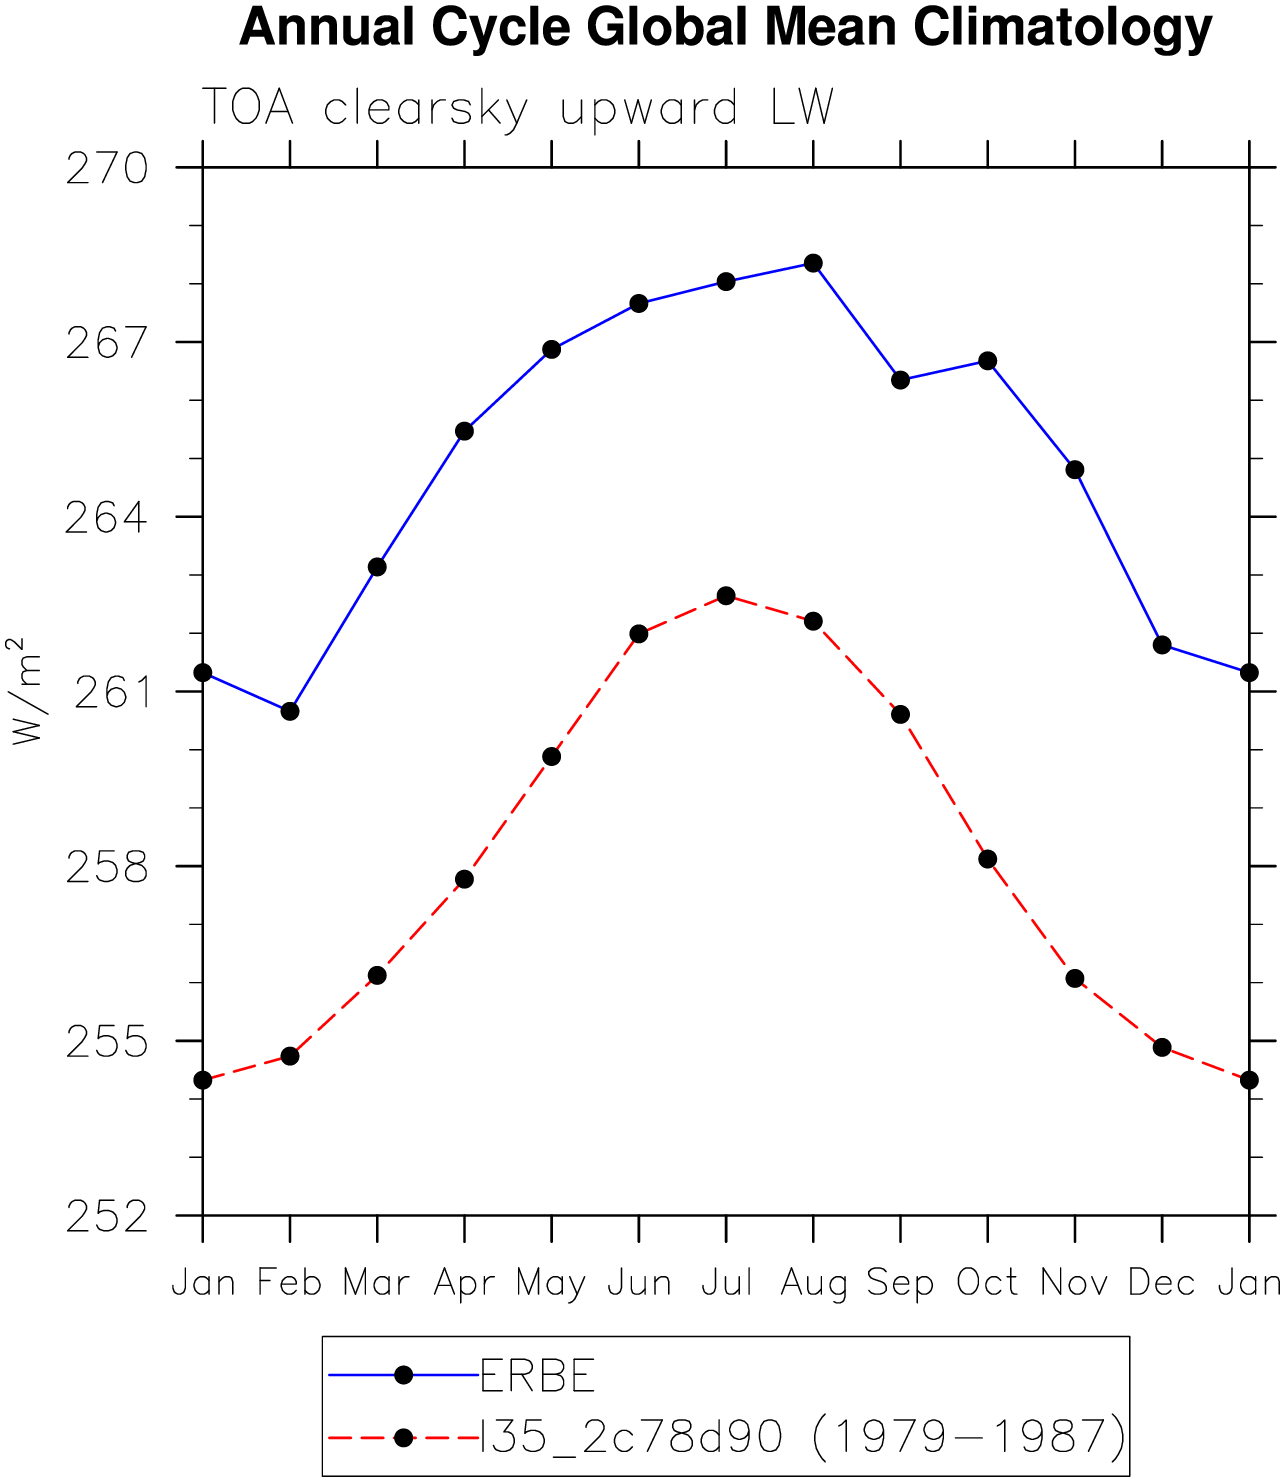 Annual Cycle Global Mean Climatology
TOA clearsky upward LW
270
267
264
261
258
255
252
W/m²
Jan Feb Mar Apr May Jun Jul Aug Sep Oct Nov Dec Jan
ERBE
I35_2c78d90 (1979−1987)